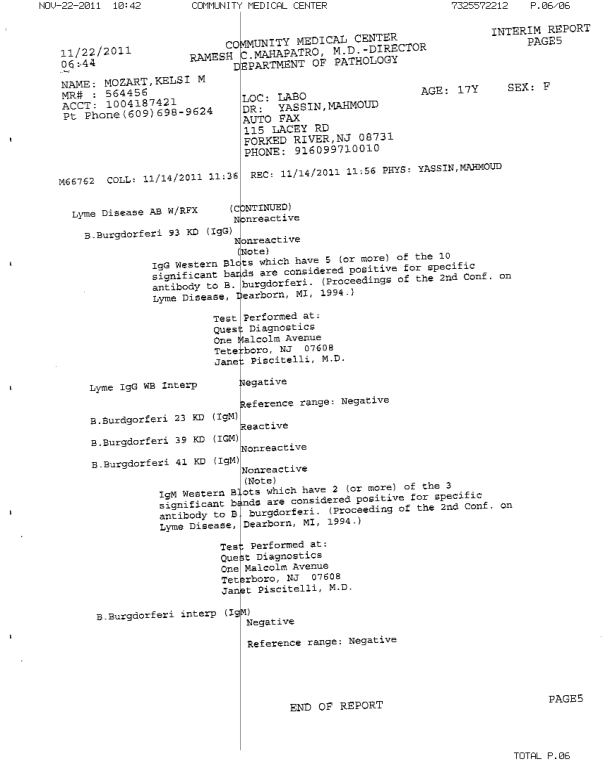 NOV-22-2011 10:42 COMMUNITY MEDICAL CENTER 7325572212 P.06/06
INTERIM REPORT
PAGE5
COMMUNITY MEDICAL CENTER
11/22/2011 RAMESH C.MAHAPATRO, M.D.-DIRECTOR
06:44 DEPARTMENT OF PATHOLOGY
NAME: MOZART,KELSI M
MR# : 564456 AGE: 17Y SEX: F
ACCT: 1004187421 LOC: LABO
Pt Phone(609)698-9624 DR: YASSIN,MAHMOUD
AUTO FAX
115 LACEY RD
FORKED RIVER,NJ 08731
PHONE: 916099710010
M66762 COLL: 11/14/2011 11:36 REC: 11/14/2011 11:56 PHYS: YASSIN,MAHMOUD
Lyme Disease AB W/RFX (CONTINUED)
Nonreactive
B.Burgdorferi 93 KD (IgG)
Nonreactive
(Note)
IgG Western Blots which have 5 (or more) of the 10
significant bands are considered positive for specific
antibody to B. burgdorferi. (Proceedings of the 2nd Conf. on
Lyme Disease, Dearborn, MI, 1994.)
Test Performed at:
Quest Diagnostics
One Malcolm Avenue
Teterboro, NJ 07608
Janet Piscitelli, M.D.
Lyme IgG WB Interp Negative
Reference range: Negative
B.Burdgorferi 23 KD (IgM)
Reactive
B.Burgdorferi 39 KD (IGM)
Nonreactive
B.Burgdorferi 41 KD (IgM)
Nonreactive
(Note)
IgM Western Blots which have 2 (or more) of the 3
significant bands are considered positive for specific
antibody to B. burgdorferi. (Proceeding of the 2nd Conf. on
Lyme Disease, Dearborn, MI, 1994.)
Test Performed at:
Quest Diagnostics
One Malcolm Avenue
Teterboro, NJ 07608
Janet Piscitelli, M.D.
B.Burgdorferi interp (IgM)
Negative
Reference range: Negative
END OF REPORT PAGE5
TOTAL P.06